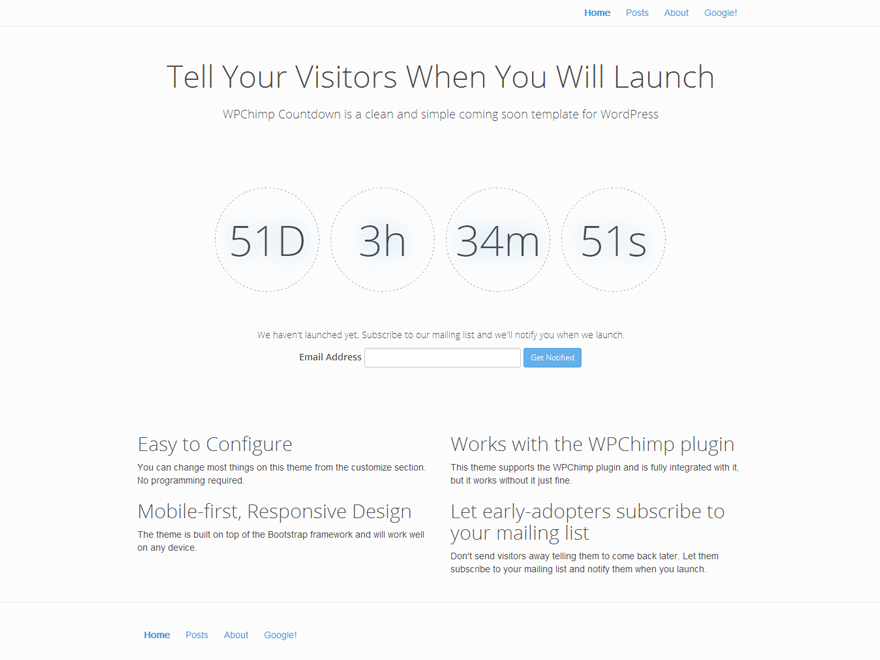 Home Posts About Google!
Tell Your Visitors When You Will Launch
WPChimp Countdown is a clean and simple coming soon template for WordPress
51D 3h 34m 51s
We haven't launched yet. Subscribe to our mailing list and we'll notify you when we launch.
Email Address Get Notified
Easy to Configure
You can change most things on this theme from the customize section.
No programming required.
Works with the WPChimp plugin
This theme supports the WPChimp plugin and is fully integrated with it,
but it works without it just fine.
Mobile-first, Responsive Design
The theme is built on top of the Bootstrap framework and will work well
on any device.
Let early-adopters subscribe to
your mailing list
Don't send visitors away telling them to come back later. Let them
subscribe to your mailing list and notify them when you launch.
Home Posts About Google!